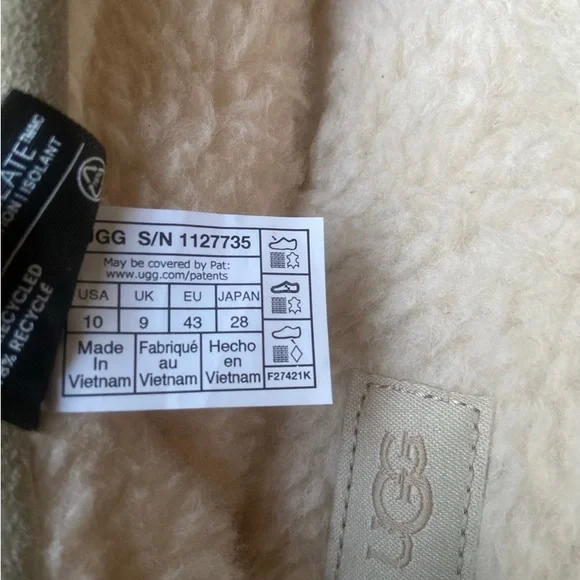 UGG S/N 1127735
May be covered by Pat:
www.ugg.com/patents
USA UK EU JAPAN
10 9 43 28
Made In Vietnam
Fabriqué au Vietnam
Hecho en Vietnam
F27421K
UGG
ISOLANT
RECYCLE